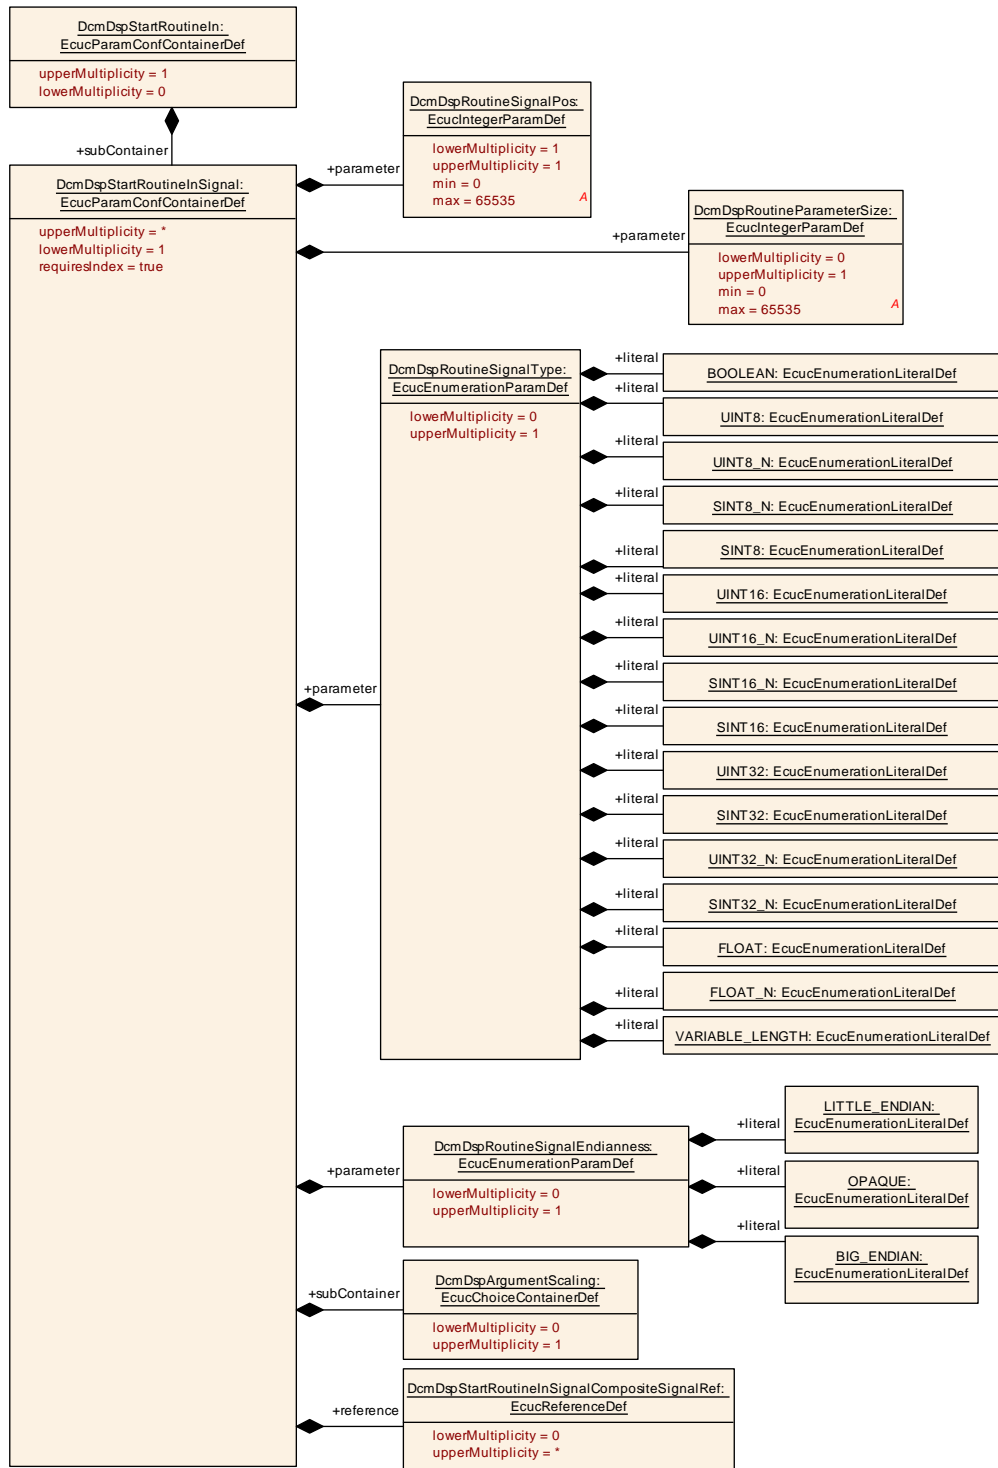 DcmDspStartRoutineIn:
EcucParamConfContainerDef
upperMultiplicity = 1
lowerMultiplicity = 0
+subContainer
DcmDspStartRoutineInSignal:
EcucParamConfContainerDef
upperMultiplicity = *
lowerMultiplicity = 1
requiresIndex = true
+parameter
DcmDspRoutineSignalPos:
EcucIntegerParamDef
lowerMultiplicity = 1
upperMultiplicity = 1
min = 0
max = 65535
A
+parameter
DcmDspRoutineParameterSize:
EcucIntegerParamDef
lowerMultiplicity = 0
upperMultiplicity = 1
min = 0
max = 65535
A
+parameter
DcmDspRoutineSignalType:
EcucEnumerationParamDef
lowerMultiplicity = 0
upperMultiplicity = 1
+literal
BOOLEAN: EcucEnumerationLiteralDef
+literal
UINT8: EcucEnumerationLiteralDef
+literal
UINT8_N: EcucEnumerationLiteralDef
+literal
SINT8_N: EcucEnumerationLiteralDef
+literal
SINT8: EcucEnumerationLiteralDef
+literal
UINT16: EcucEnumerationLiteralDef
+literal
UINT16_N: EcucEnumerationLiteralDef
+literal
SINT16_N: EcucEnumerationLiteralDef
+literal
SINT16: EcucEnumerationLiteralDef
+literal
UINT32: EcucEnumerationLiteralDef
+literal
SINT32: EcucEnumerationLiteralDef
+literal
UINT32_N: EcucEnumerationLiteralDef
+literal
SINT32_N: EcucEnumerationLiteralDef
+literal
FLOAT: EcucEnumerationLiteralDef
+literal
FLOAT_N: EcucEnumerationLiteralDef
+literal
VARIABLE_LENGTH: EcucEnumerationLiteralDef
+parameter
DcmDspRoutineSignalEndianness:
EcucEnumerationParamDef
lowerMultiplicity = 0
upperMultiplicity = 1
+literal
LITTLE_ENDIAN:
EcucEnumerationLiteralDef
+literal
OPAQUE:
EcucEnumerationLiteralDef
+literal
BIG_ENDIAN:
EcucEnumerationLiteralDef
+subContainer
DcmDspArgumentScaling:
EcucChoiceContainerDef
lowerMultiplicity = 0
upperMultiplicity = 1
+reference
DcmDspStartRoutineInSignalCompositeSignalRef:
EcucReferenceDef
lowerMultiplicity = 0
upperMultiplicity = *